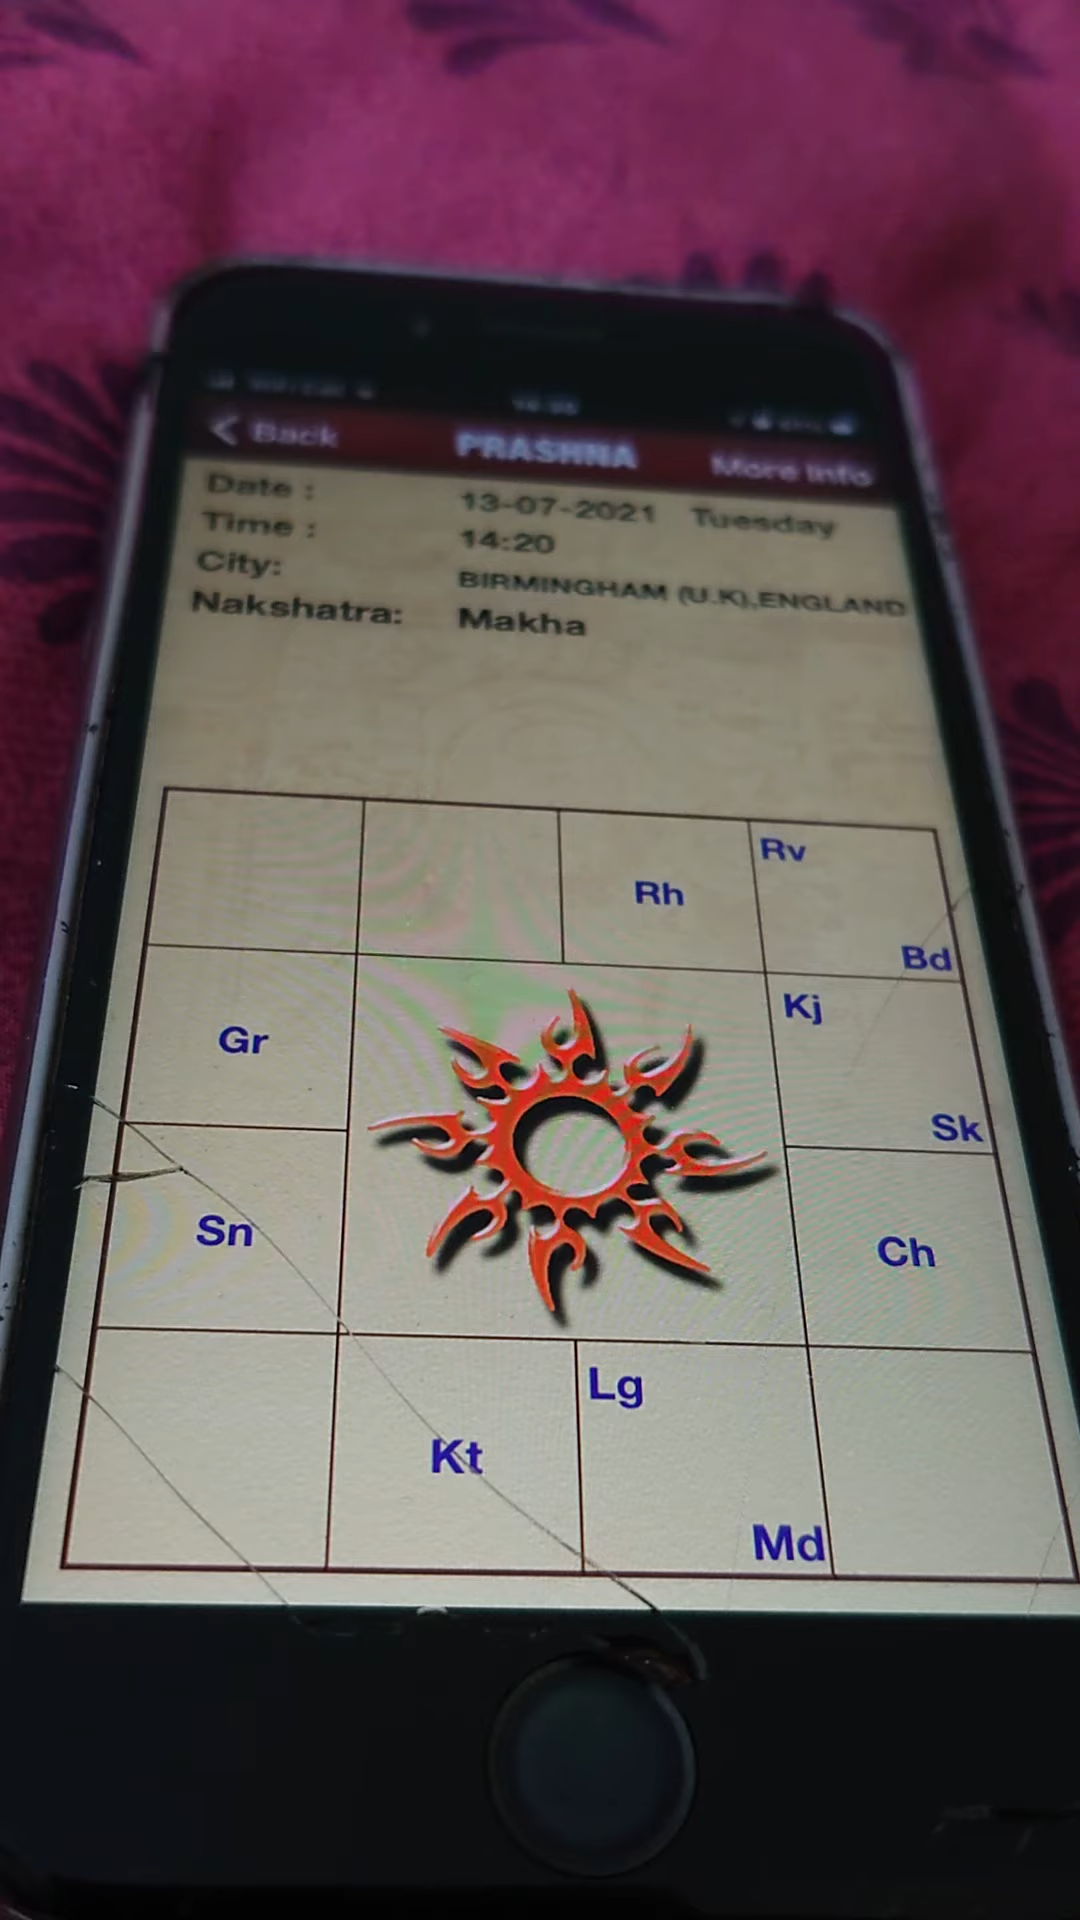 Back PRASHNA More Info
Date : 13-07-2021 Tuesday
Time : 14:20
City: BIRMINGHAM (U.K),ENGLAND
Nakshatra: Makha
Rv
Rh
Bd
Gr
Kj
Sk
Sn
Ch
Lg
Kt
Md